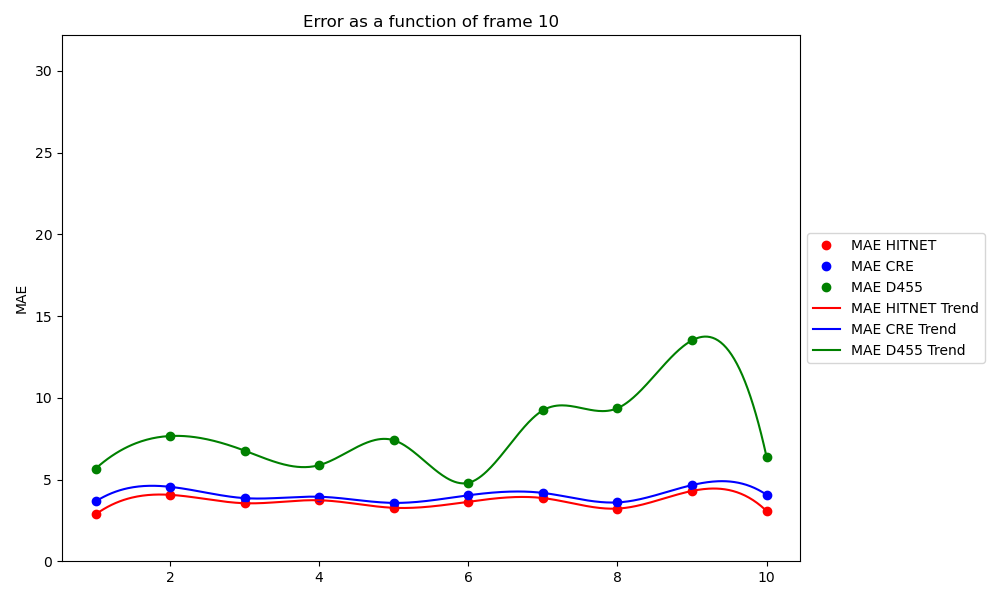 Error as a function of frame 10
MAE
30
25
20
15
10
5
0
2
4
6
8
10
MAE HITNET
MAE CRE
MAE D455
MAE HITNET Trend
MAE CRE Trend
MAE D455 Trend